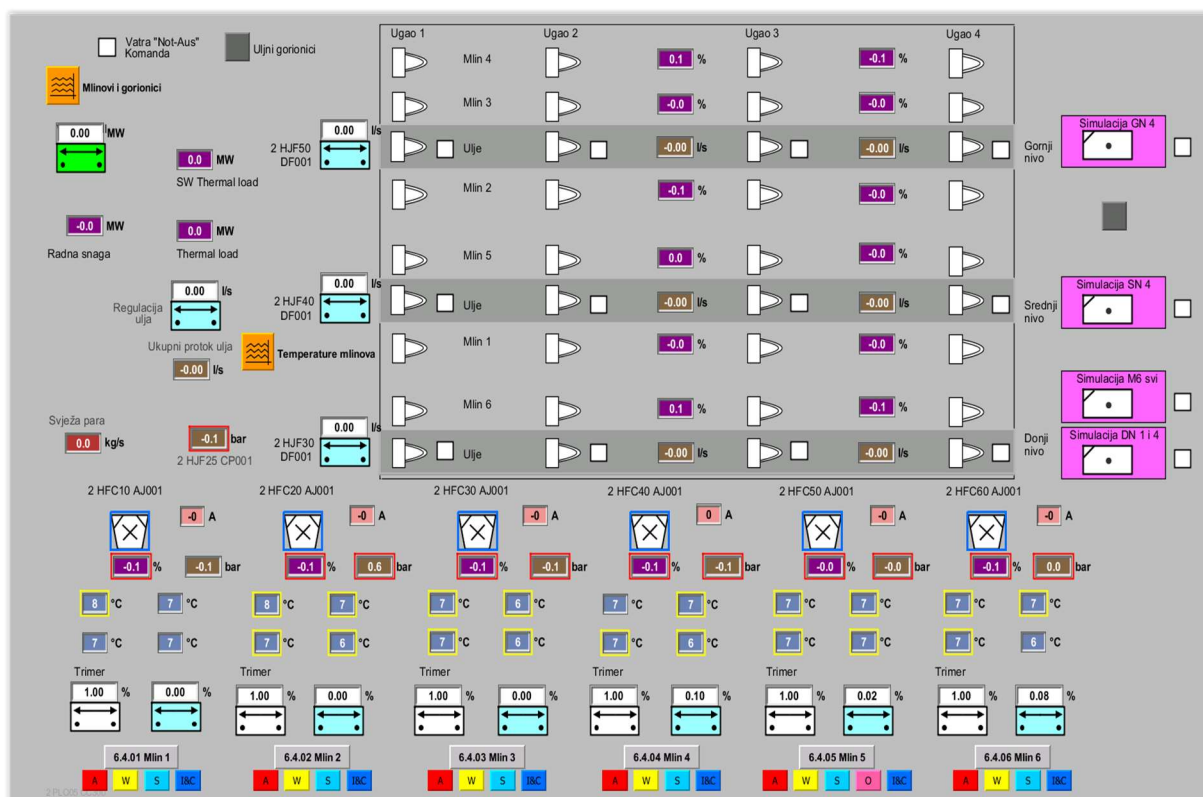 Ugao 1 Ugao 2 Ugao 3 Ugao 4
Vatra "Not-Aus"
Komanda
Uljni gorionici
Mlin 4 0.1 % -0.1 %
Mlinovi i gorionici
Mlin 3 -0.0 % -0.0 %
0.00 MW
0.00 l/s
Simulacija GN 4
0.0 MW
2 HJF50
DF001
Ulje -0.00 l/s -0.00 l/s
Gornji
nivo
SW Thermal load
Mlin 2 -0.1 % -0.0 %
-0.0 MW
Radna snaga
0.0 MW
Thermal load
Mlin 5 0.0 % -0.0 %
0.00 l/s
Regulacija
ulja
0.00 l/s
2 HJF40
DF001
Ulje -0.00 l/s -0.00 l/s
Srednji
nivo
Simulacija SN 4
Ukupni protok ulja
-0.00 l/s
Temperature mlinova
Mlin 1 -0.0 % -0.0 %
Simulacija M6 svi
Mlin 6 0.1 % -0.1 %
Svježa para
0.0 kg/s
-0.1 bar
2 HJF25 CP001
0.00 l/s
2 HJF30
DF001
Ulje -0.00 l/s -0.00 l/s
Donji
nivo
Simulacija DN 1 i 4
2 HFC10 AJ001 2 HFC20 AJ001 2 HFC30 AJ001 2 HFC40 AJ001 2 HFC50 AJ001 2 HFC60 AJ001
-0 A -0 A -0 A 0 A -0 A -0 A
-0.1 % -0.1 bar -0.1 % 0.6 bar -0.1 % -0.1 bar -0.1 % -0.1 bar -0.0 % -0.0 bar -0.1 % 0.0 bar
8 °C 7 °C 8 °C 7 °C 7 °C 6 °C 7 °C 7 °C 7 °C 7 °C 7 °C 7 °C
7 °C 7 °C 7 °C 6 °C 7 °C 6 °C 7 °C 6 °C 7 °C 7 °C 7 °C 6 °C
Trimer Trimer Trimer Trimer Trimer Trimer
1.00 % 0.00 % 1.00 % 0.00 % 1.00 % 0.00 % 1.00 % 0.10 % 1.00 % 0.02 % 1.00 % 0.08 %
6.4.01 Mlin 1 6.4.02 Mlin 2 6.4.03 Mlin 3 6.4.04 Mlin 4 6.4.05 Mlin 5 6.4.06 Mlin 6
A W S I&C A W S I&C A W S I&C A W S I&C A W S O I&C A W S I&C